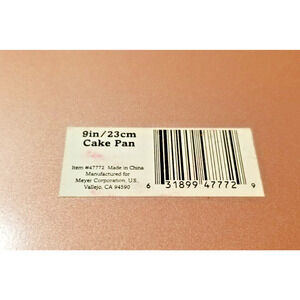 9in/23cm
Cake Pan
Item #47772 Made in China
Manufactured for
Meyer Corporation, U.S.,
Vallejo, CA 94590
6 31899 47772 9